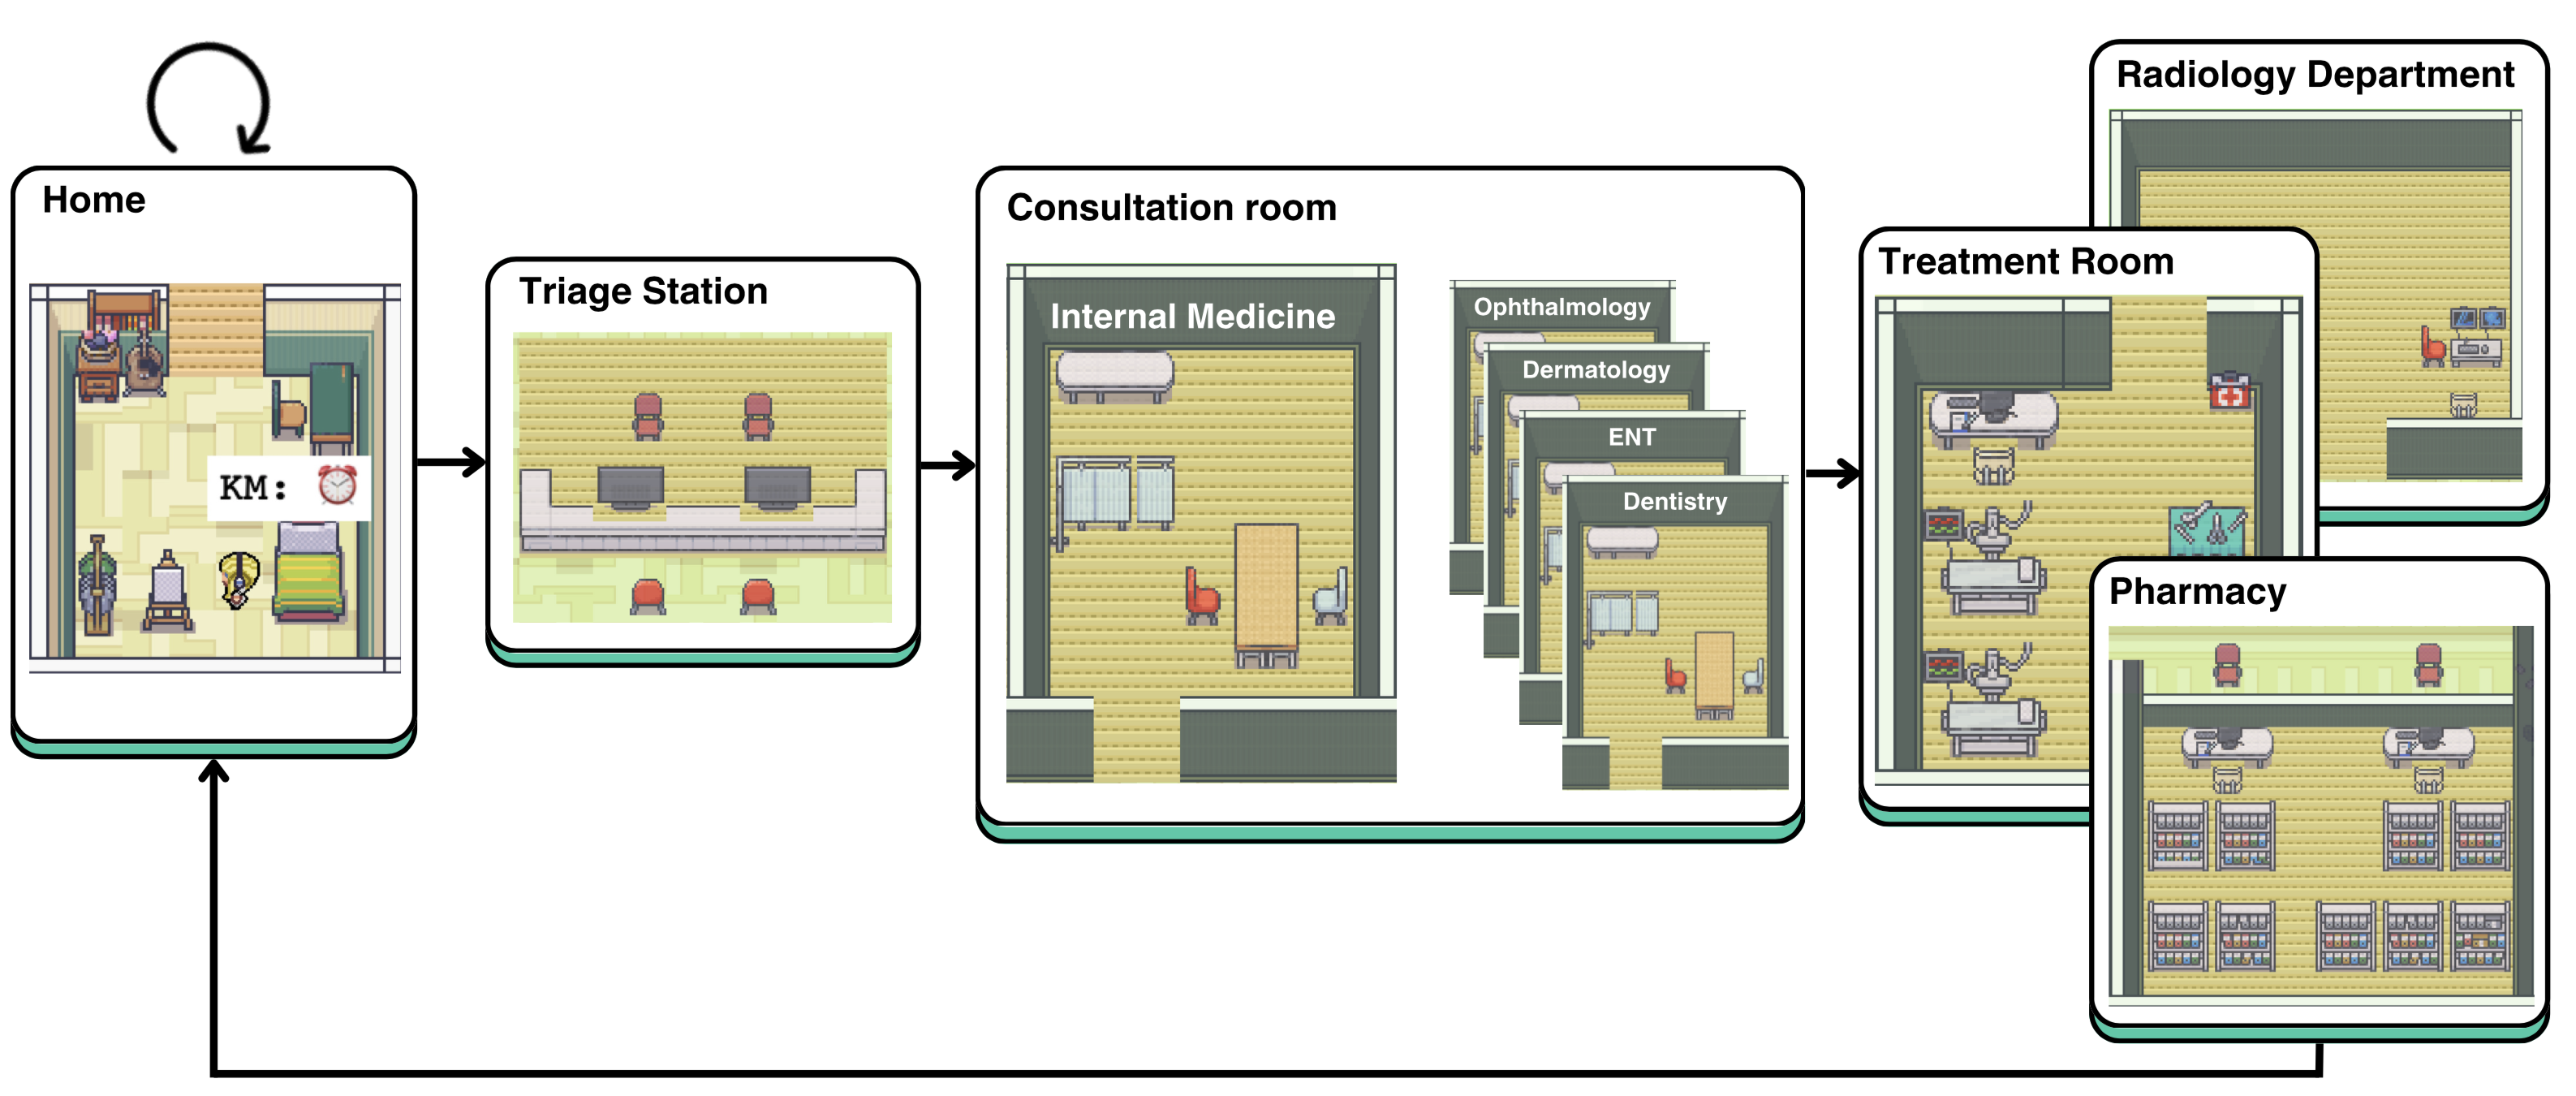 Home
KM:
Triage Station
Consultation room
Internal Medicine
Ophthalmology
Dermatology
ENT
Dentistry
Treatment Room
Radiology Department
Pharmacy